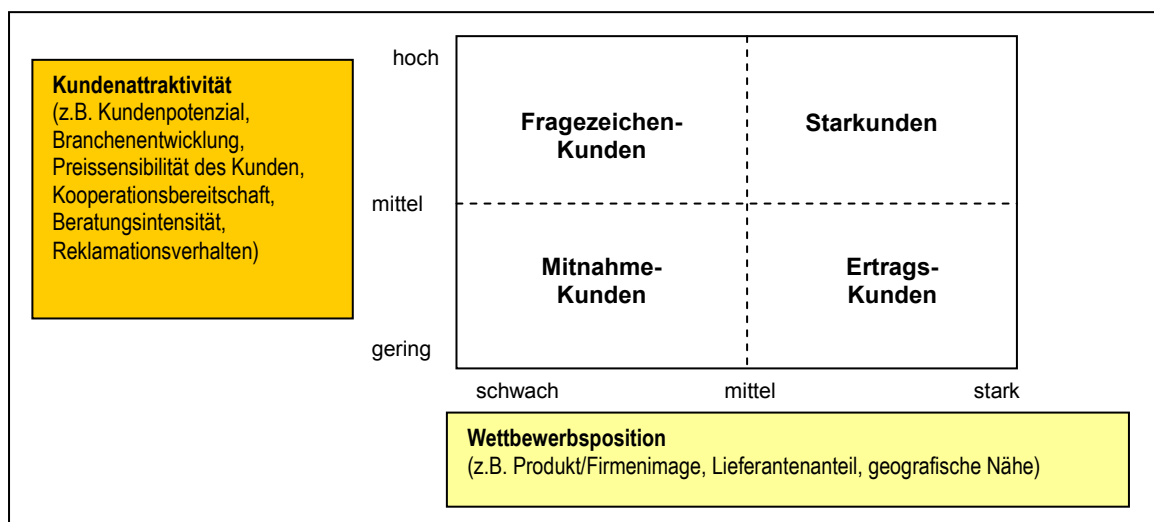 hoch
Kundenattraktivität
(z.B. Kundenpotenzial,
Branchenentwicklung,
Preissensibilität des Kunden,
Kooperationsbereitschaft,
Beratungsintensität,
Reklamationsverhalten)
Fragezeichen-
Kunden
Starkunden
mittel
Mitnahme-
Kunden
Ertrags-
Kunden
gering
schwach
mittel
stark
Wettbewerbsposition
(z.B. Produkt/Firmenimage, Lieferantenanteil, geografische Nähe)